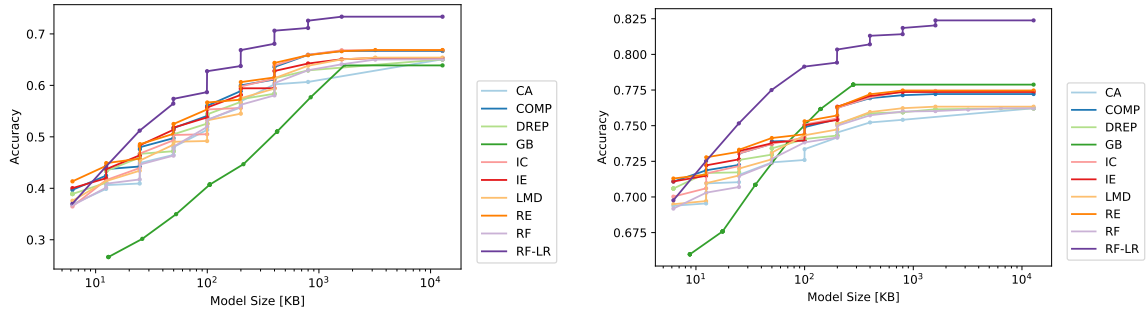 0.7
0.6
0.5
0.4
0.3
Accuracy
10^1
10^2
10^3
10^4
Model Size [KB]
CA
COMP
DREP
GB
IC
IE
LMD
RE
RF
RF-LR
0.825
0.800
0.775
0.750
0.725
0.700
0.675
Accuracy
10^1
10^2
10^3
10^4
Model Size [KB]
CA
COMP
DREP
GB
IC
IE
LMD
RE
RF
RF-LR